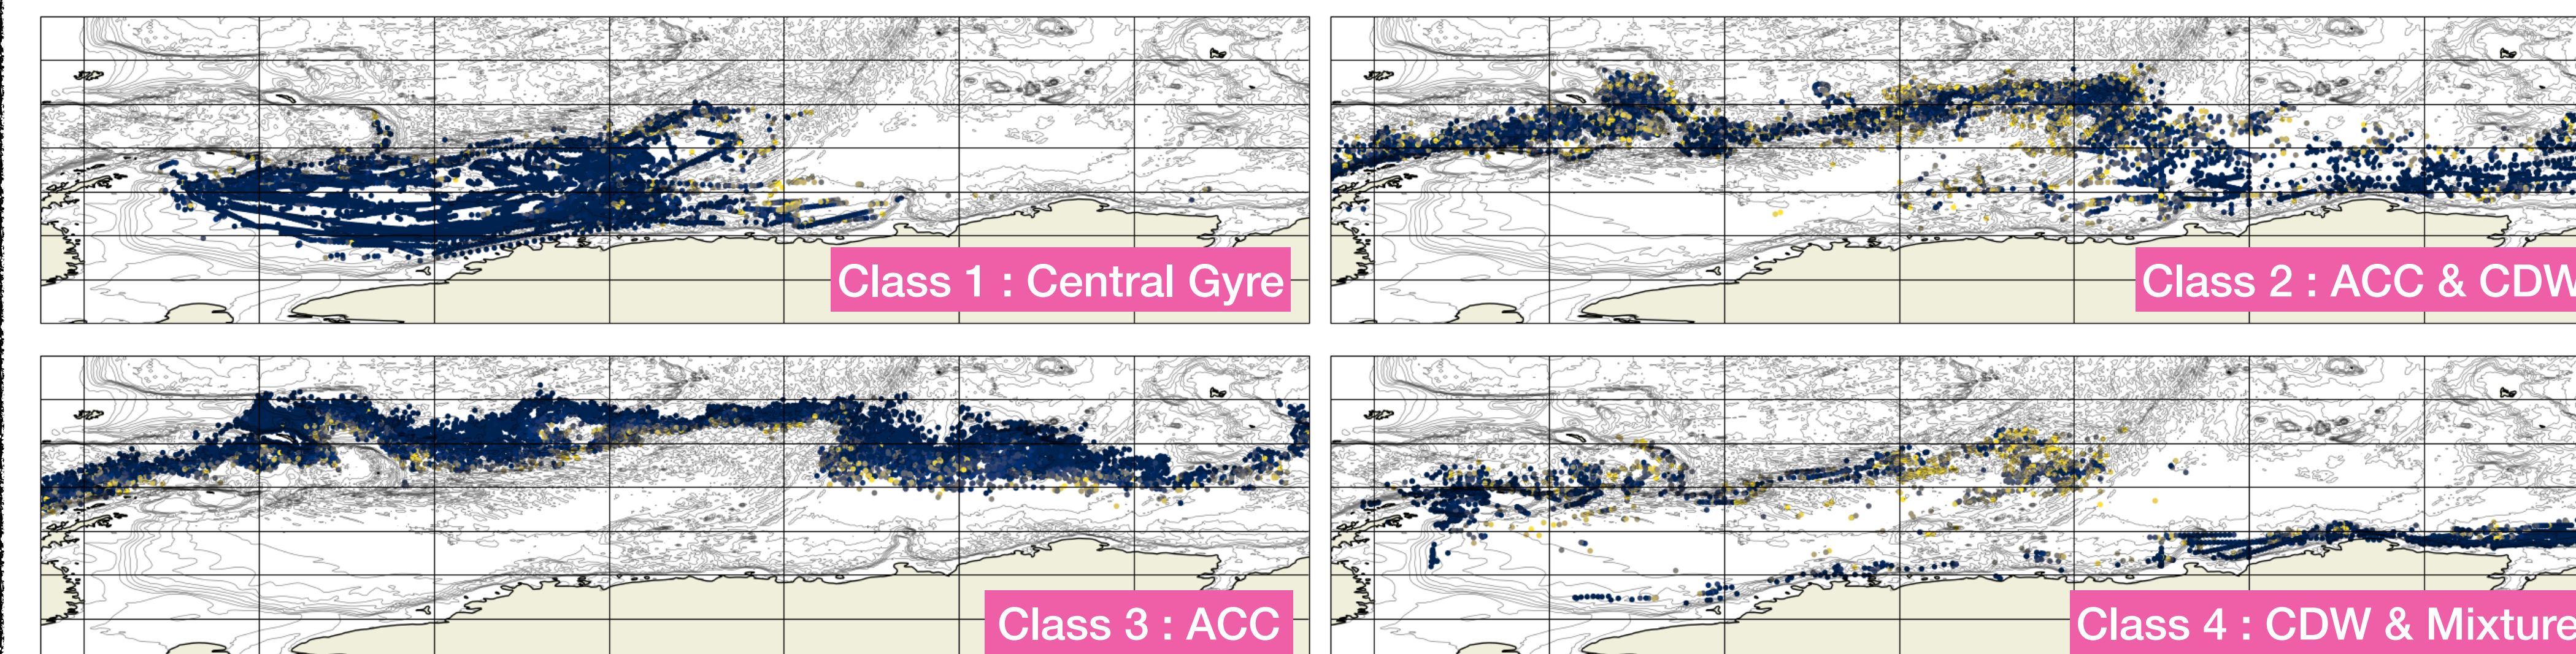 Class 1 : Central Gyre
Class 2 : ACC & CDW
Class 3 : ACC
Class 4 : CDW & Mixture